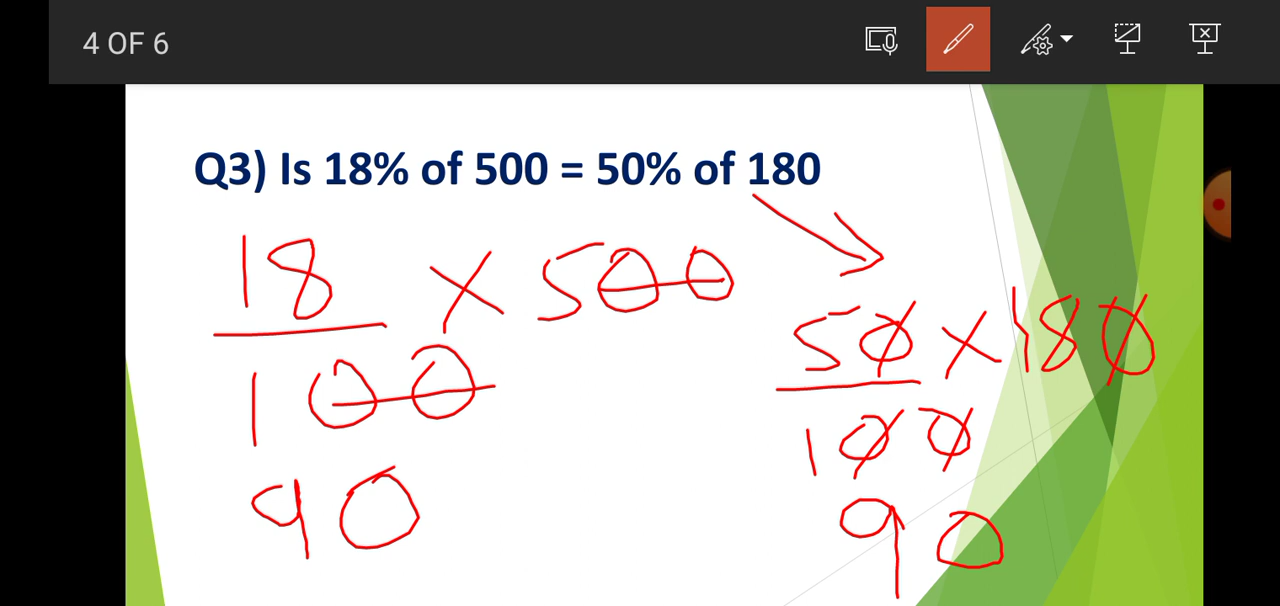 4 OF 6
Q3) Is 18% of 500 = 50% of 180
18 × 500
100
90
50 × 180
100
90